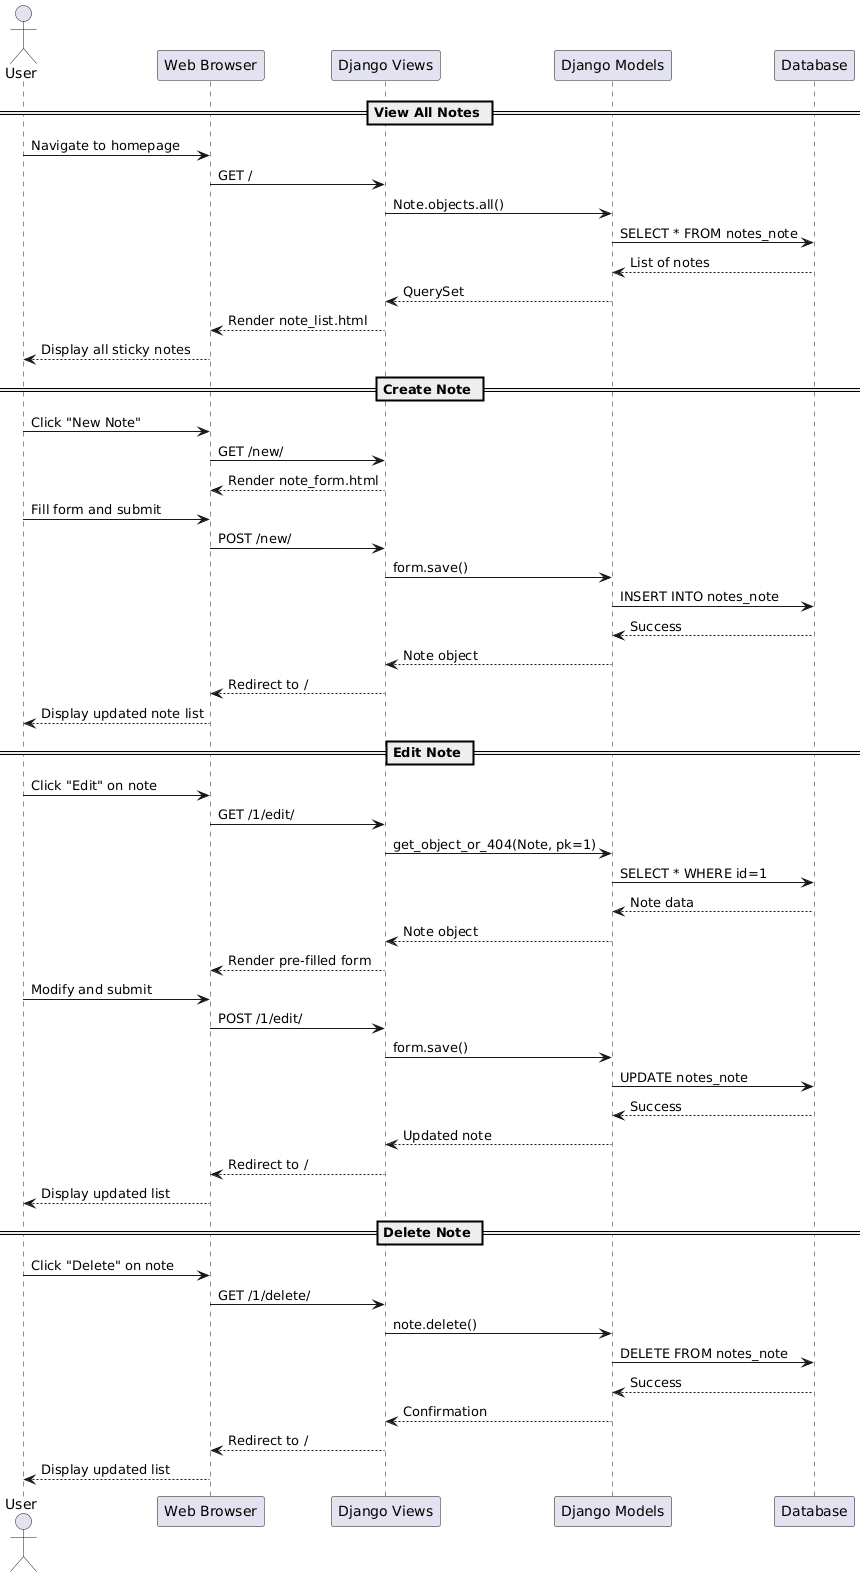 User
Web Browser
Django Views
Django Models
Database
View All Notes
Navigate to homepage
GET /
Note.objects.all()
SELECT * FROM notes_note
List of notes
QuerySet
Render note_list.html
Display all sticky notes
Create Note
Click "New Note"
GET /new/
Render note_form.html
Fill form and submit
POST /new/
form.save()
INSERT INTO notes_note
Success
Note object
Redirect to /
Display updated note list
Edit Note
Click "Edit" on note
GET /1/edit/
get_object_or_404(Note, pk=1)
SELECT * WHERE id=1
Note data
Note object
Render pre-filled form
Modify and submit
POST /1/edit/
form.save()
UPDATE notes_note
Success
Updated note
Redirect to /
Display updated list
Delete Note
Click "Delete" on note
GET /1/delete/
note.delete()
DELETE FROM notes_note
Success
Confirmation
Redirect to /
Display updated list
User
Web Browser
Django Views
Django Models
Database